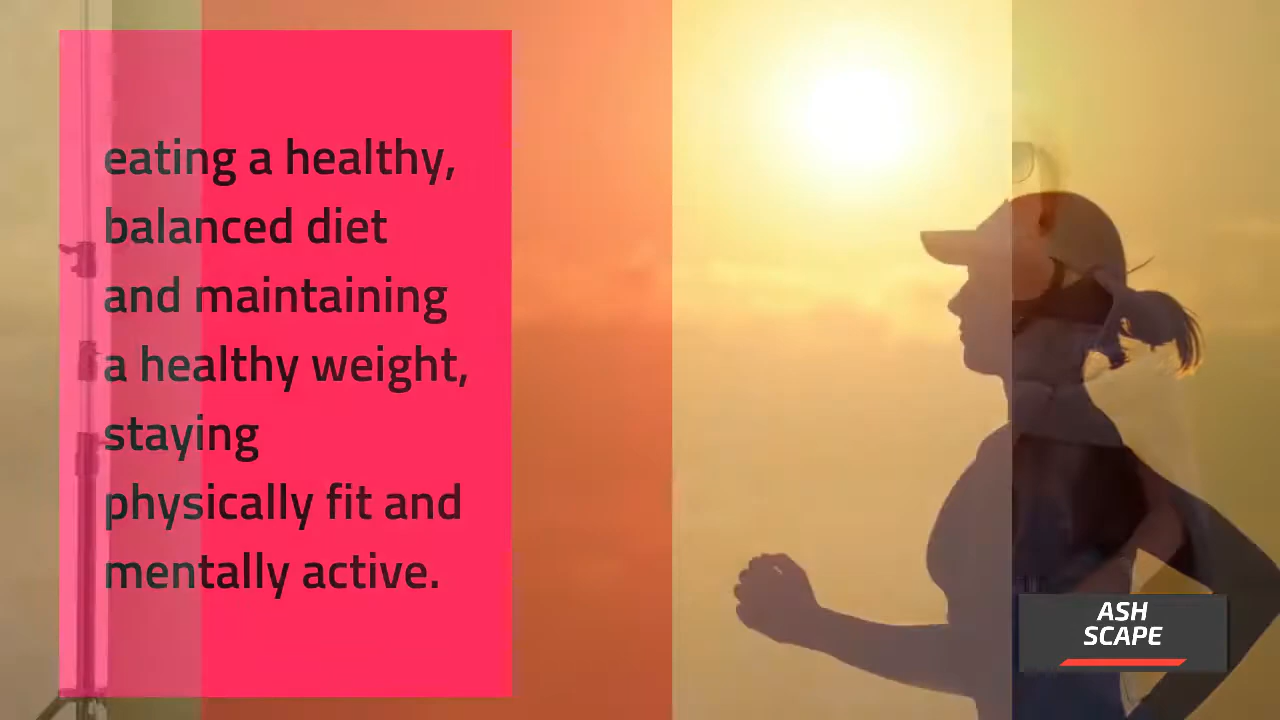 eating a healthy,
balanced diet
and maintaining
a healthy weight,
staying
physically fit and
mentally active.
ASH
SCAPE